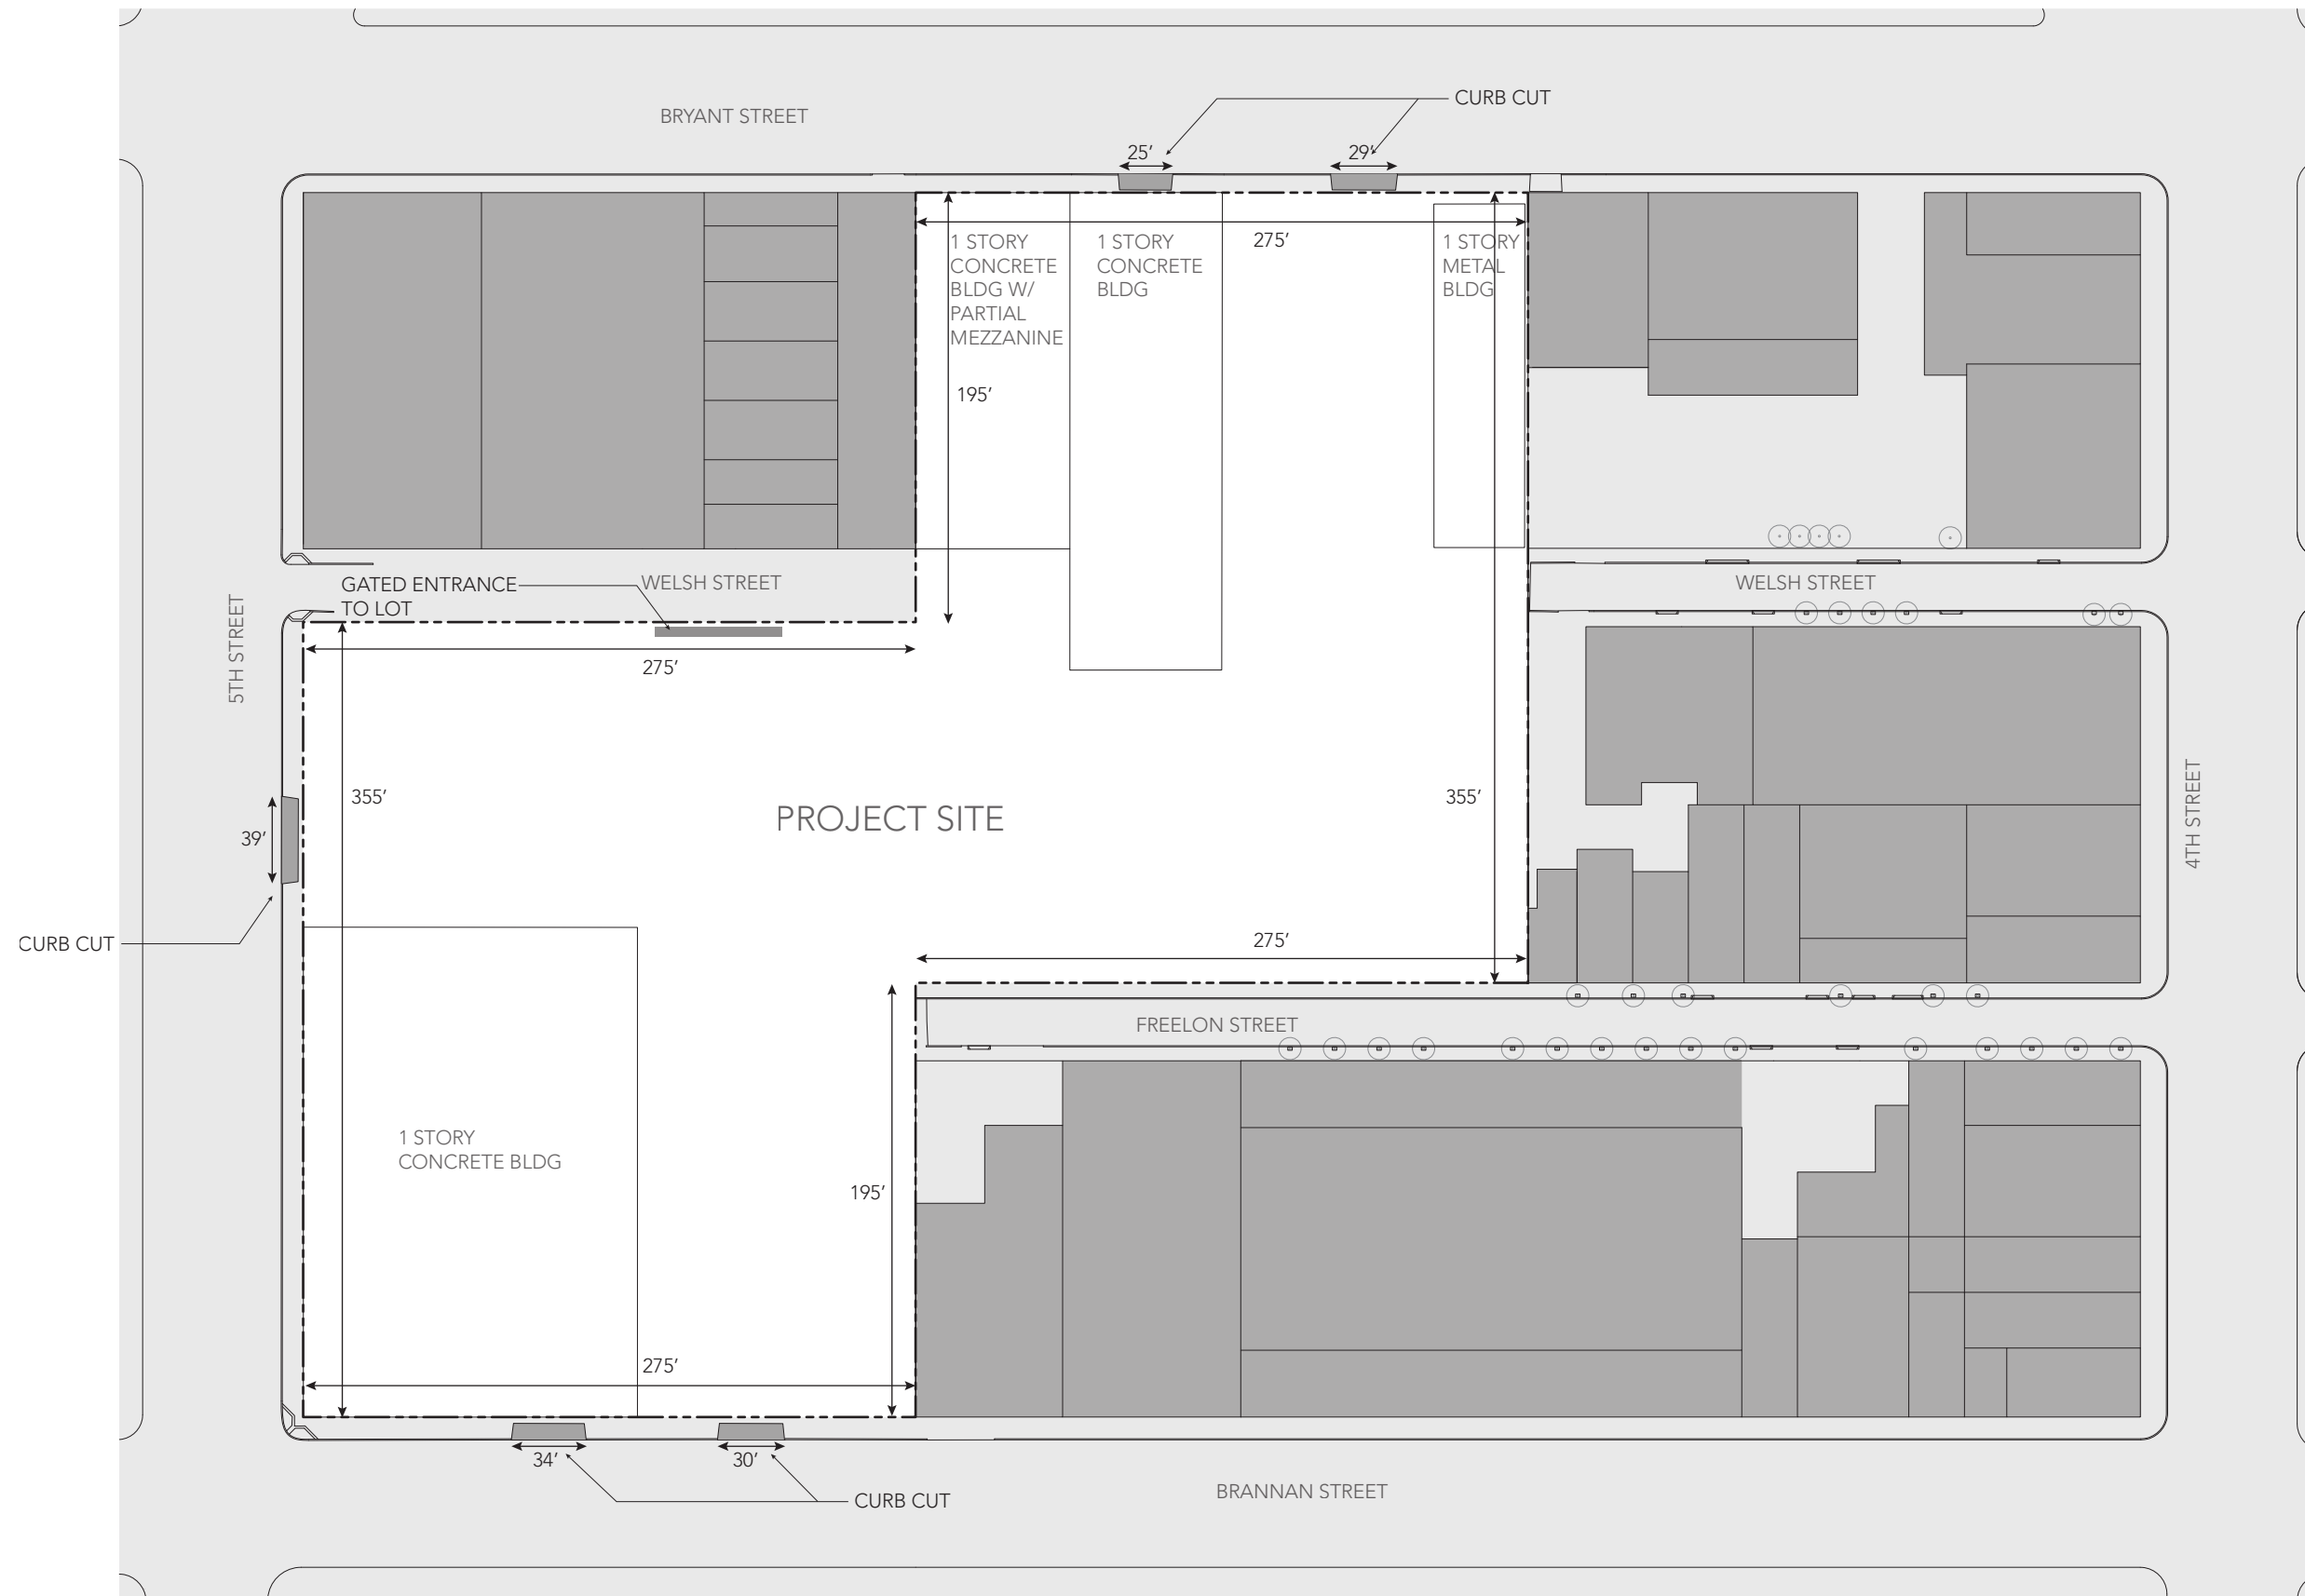 CURB CUT
BRYANT STREET
25’
29’
1 STORY
CONCRETE
BLDG W/
PARTIAL
MEZZANINE
1 STORY
CONCRETE
BLDG
275’
1 STORY
METAL
BLDG
195’
GATED ENTRANCE
TO LOT
WELSH STREET
WELSH STREET
5TH STREET
275’
355’
PROJECT SITE
355’
4TH STREET
39’
CURB CUT
275’
FREELON STREET
1 STORY
CONCRETE BLDG
195’
275’
34’
30’
CURB CUT
BRANNAN STREET